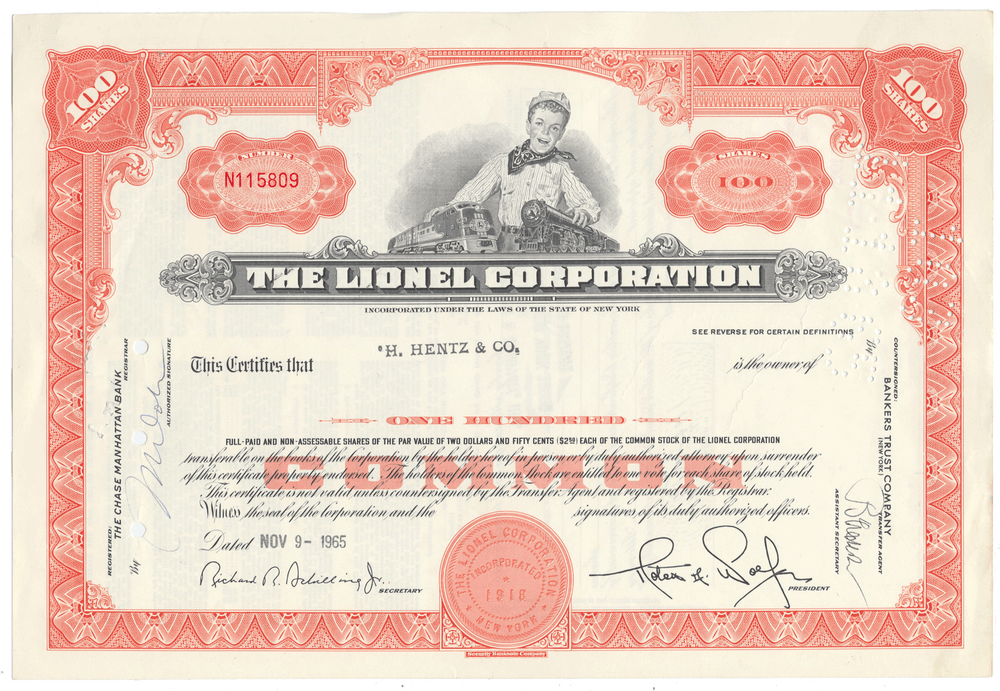 100
SHARES
100
SHARES
NUMBER
N115809
SHARES
100
THE LIONEL CORPORATION
INCORPORATED UNDER THE LAWS OF THE STATE OF NEW YORK
SEE REVERSE FOR CERTAIN DEFINITIONS
This Certifies that
H. HENTZ & CO.
is the owner of
ONE HUNDRED
FULL-PAID AND NON-ASSESSABLE SHARES OF THE PAR VALUE OF TWO DOLLARS AND FIFTY CENTS ($2.50) EACH OF THE COMMON STOCK OF THE LIONEL CORPORATION
transferable on the books of the Corporation by the holder hereof in person or by duly authorized attorney upon surrender
of this certificate properly endorsed. The holders of the common stock are entitled to one vote for each share of stock held.
This certificate is not valid unless countersigned by the Transfer Agent and registered by the Registrar.
Witness the seal of the Corporation and the signatures of its duly authorized officers.
COMMON
Dated NOV 9- 1965
Richard R. Schilling Jr.
SECRETARY
PRESIDENT
THE LIONEL CORPORATION
INCORPORATED
1918
NEW YORK
REGISTERED:
THE CHASE MANHATTAN BANK
REGISTRAR
By
AUTHORIZED SIGNATURE
COUNTERSIGNED:
BANKERS TRUST COMPANY
(NEW YORK)
TRANSFER AGENT
By
ASSISTANT SECRETARY
Security Banknote Company